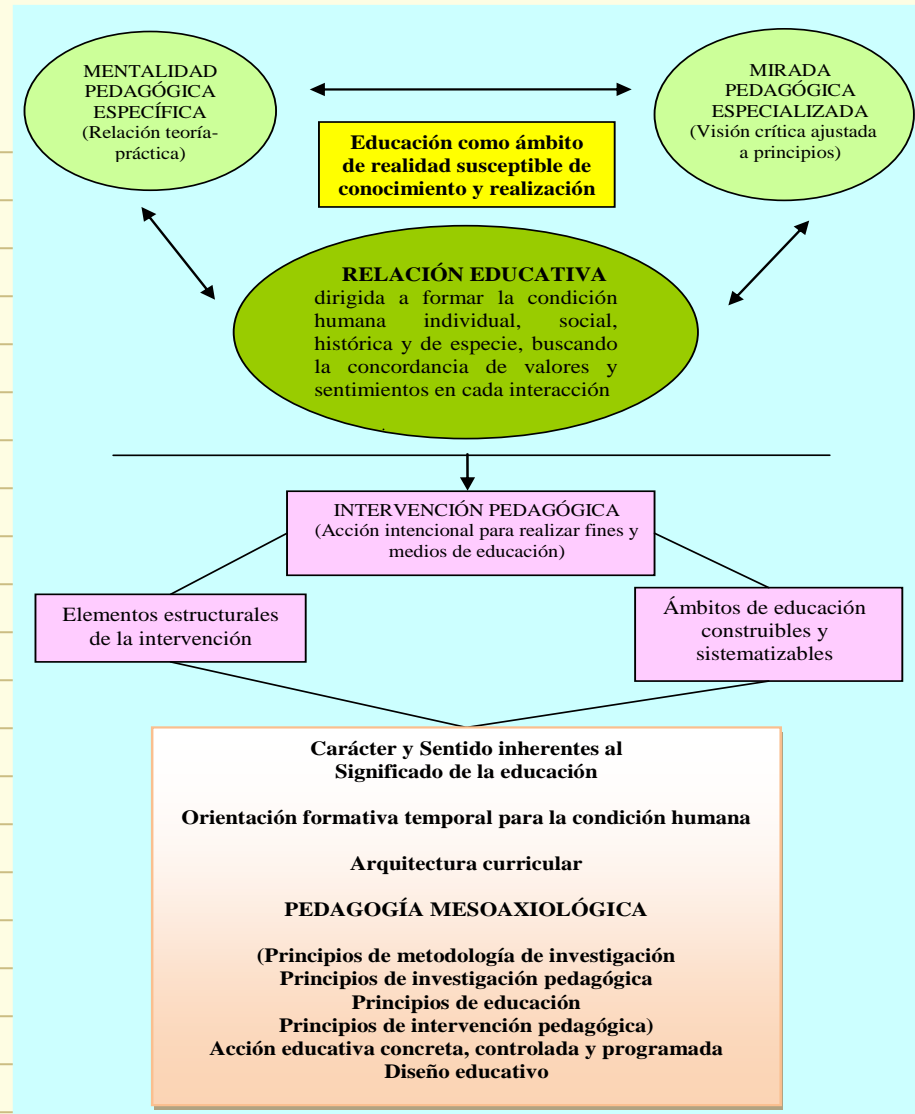 MENTALIDAD
PEDAGÓGICA
ESPECÍFICA
(Relación teoría-
práctica)
MIRADA
PEDAGÓGICA
ESPECIALIZADA
(Visión crítica ajustada
a principios)
Educación como ámbito
de realidad susceptible de
conocimiento y realización
RELACIÓN EDUCATIVA
dirigida a formar la condición
humana individual, social,
histórica y de especie, buscando
la concordancia de valores y
sentimientos en cada interacción
.
INTERVENCIÓN PEDAGÓGICA
(Acción intencional para realizar fines y
medios de educación)
Elementos estructurales
de la intervención
Ámbitos de educación
construibles y
sistematizables
Carácter y Sentido inherentes al
Significado de la educación
Orientación formativa temporal para la condición humana
Arquitectura curricular
PEDAGOGÍA MESOAXIOLÓGICA
(Principios de metodología de investigación
Principios de investigación pedagógica
Principios de educación
Principios de intervención pedagógica)
Acción educativa concreta, controlada y programada
Diseño educativo